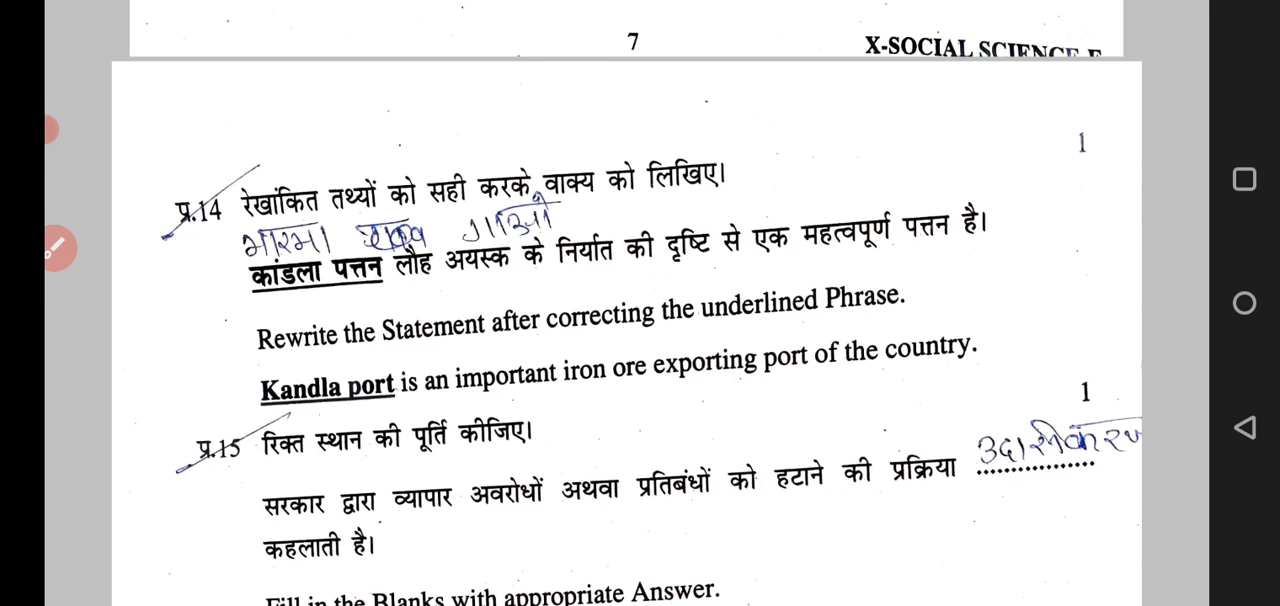 7
X-SOCIAL SCIENCE-E
1
प्र.14 रेखांकित तथ्यों को सही करके वाक्य को लिखिए।
कांडला पत्तन लौह अयस्क के निर्यात की दृष्टि से एक महत्वपूर्ण पत्तन है।
Rewrite the Statement after correcting the underlined Phrase.
Kandla port is an important iron ore exporting port of the country.
1
प्र.15 रिक्त स्थान की पूर्ति कीजिए।
सरकार द्वारा व्यापार अवरोधों अथवा प्रतिबंधों को हटाने की प्रक्रिया ..................
कहलाती है।
Fill in the Blanks with appropriate Answer.